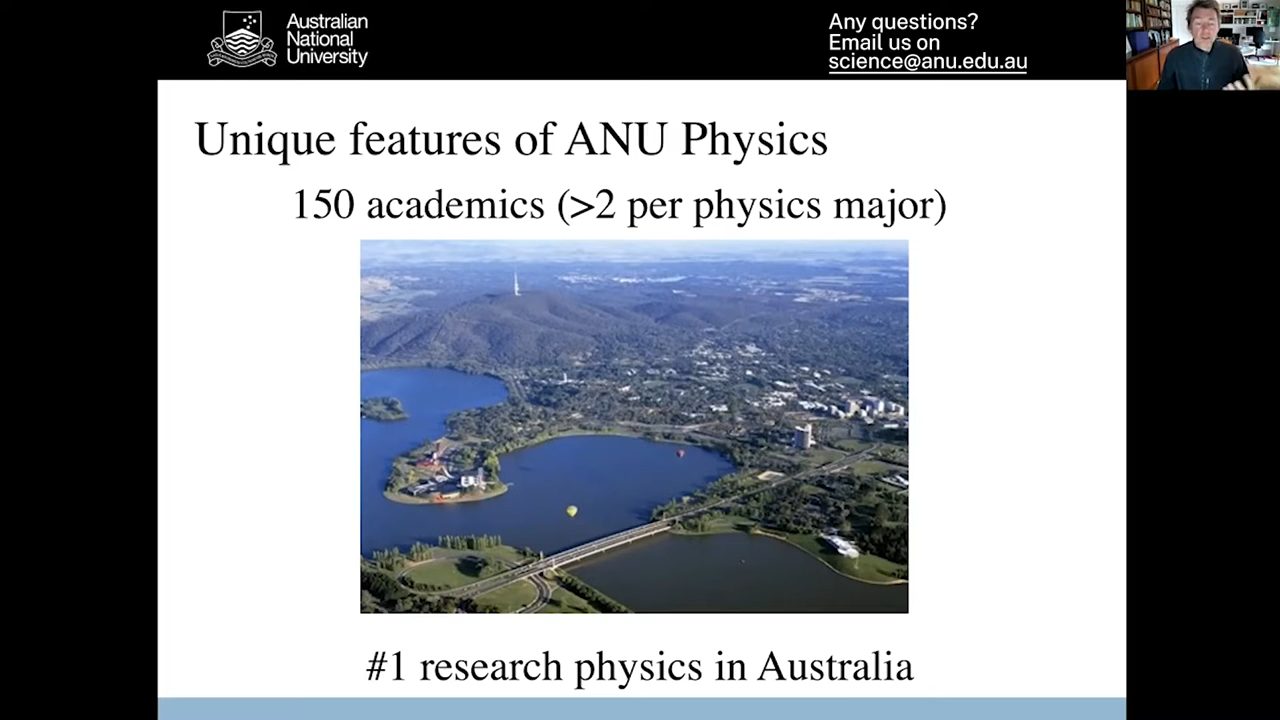 Australian
National
University
Any questions?
Email us on
science@anu.edu.au
Unique features of ANU Physics
150 academics (>2 per physics major)
#1 research physics in Australia